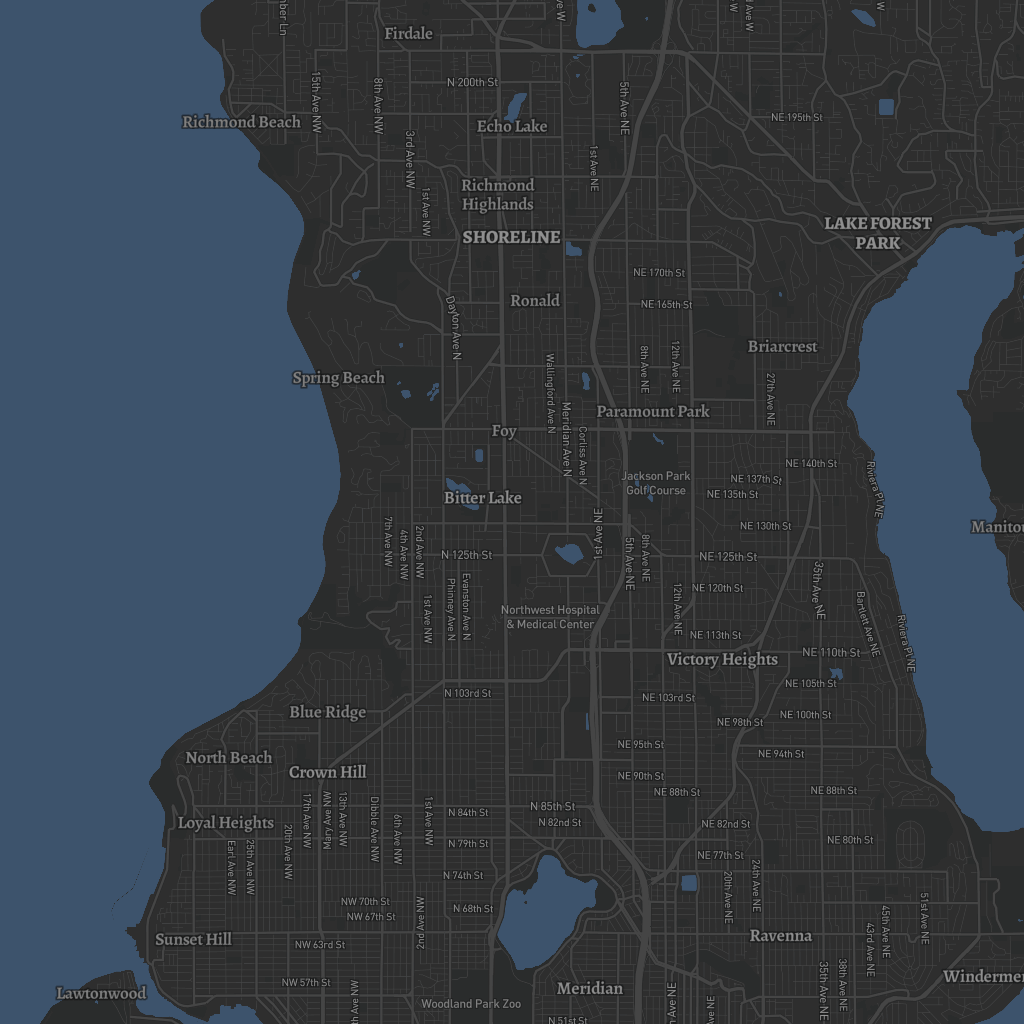 Firdale
N 200th St
15th Ave NW
8th Ave NW
5th Ave NE
NE 195th St
Richmond Beach
Echo Lake
3rd Ave NW
1st Ave NE
Richmond
Highlands
1st Ave NW
SHORELINE
LAKE FOREST
PARK
NE 170th St
Ronald
NE 165th St
Dayton Ave N
Briarcrest
8th Ave NE
12th Ave NE
Spring Beach
Wallingford Ave N
27th Ave NE
Meridian Ave N
Paramount Park
Foy
Corliss Ave N
NE 140th St
Jackson Park
Golf Course
NE 137th St
NE 135th St
Riviera Pl NE
Bitter Lake
NE 130th St
Manitou
7th Ave NW
4th Ave NW
2nd Ave NW
1st Ave NE
N 125th St
5th Ave NE
8th Ave NE
NE 125th St
Phinney Ave N
Evanston Ave N
NE 120th St
35th Ave NE
1st Ave NW
12th Ave NE
Bartlett Ave NE
Northwest Hospital
& Medical Center
Riviera Pl NE
NE 113th St
NE 110th St
Victory Heights
NE 105th St
N 103rd St
NE 103rd St
Blue Ridge
NE 100th St
NE 98th St
NE 95th St
NE 94th St
North Beach
Crown Hill
NE 90th St
NE 88th St
NE 88th St
17th Ave NW
Mary Ave NW
13th Ave NW
Dibble Ave NW
6th Ave NW
1st Ave NW
N 84th St
N 85th St
N 82nd St
Loyal Heights
NE 82nd St
NE 80th St
Earl Ave NW
25th Ave NW
20th Ave NW
N 79th St
NE 77th St
N 74th St
20th Ave NE
24th Ave NE
NW 70th St
NW 67th St
N 68th St
2nd Ave NW
51st Ave NE
45th Ave NE
43rd Ave NE
Sunset Hill
NW 63rd St
Ravenna
38th Ave NE
35th Ave NE
NW 57th St
Windermere
Lawtonwood
Meridian
Woodland Park Zoo
N 51st St